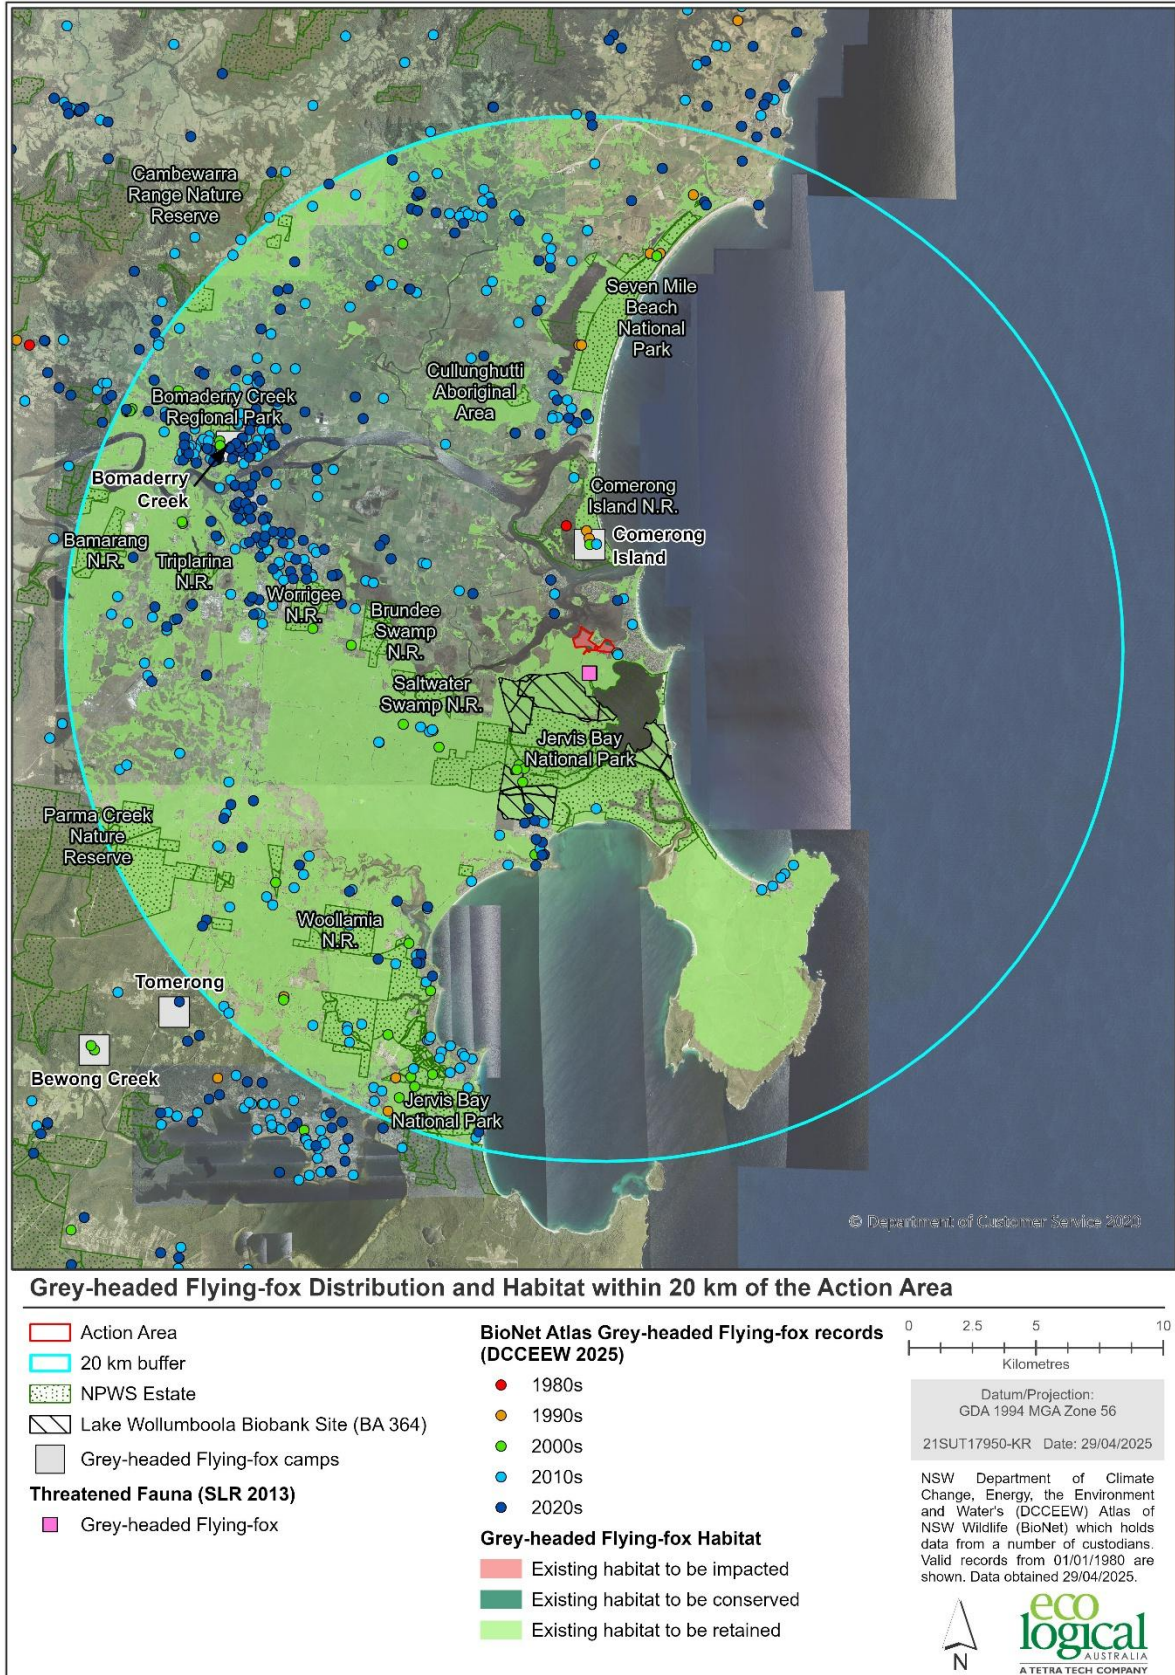 Cambewarra
Range Nature
Reserve
Seven Mile
Beach
National
Park
Cullunghutti
Aboriginal
Area
Bomaderry Creek
Regional Park
Bomaderry
Creek
Comerong
Island N.R.
Comerong
Island
Bamarang
N.R.
Triplarina
N.R.
Worrigee
N.R.
Brundee
Swamp
N.R.
Saltwater
Swamp N.R.
Jervis Bay
National Park
Parma Creek
Nature
Reserve
Woollamia
N.R.
Tomerong
Bewong Creek
Jervis Bay
National Park
© Department of Customer Service 2020
Grey-headed Flying-fox Distribution and Habitat within 20 km of the Action Area
Action Area
20 km buffer
NPWS Estate
Lake Wollumboola Biobank Site (BA 364)
Grey-headed Flying-fox camps
Threatened Fauna (SLR 2013)
Grey-headed Flying-fox
BioNet Atlas Grey-headed Flying-fox records
(DCCEEW 2025)
1980s
1990s
2000s
2010s
2020s
Grey-headed Flying-fox Habitat
Existing habitat to be impacted
Existing habitat to be conserved
Existing habitat to be retained
0 2.5 5 10
Kilometres
Datum/Projection:
GDA 1994 MGA Zone 56
21SUT17950-KR Date: 29/04/2025
NSW Department of Climate
Change, Energy, the Environment
and Water's (DCCEEW) Atlas of
NSW Wildlife (BioNet) which holds
data from a number of custodians.
Valid records from 01/01/1980 are
shown. Data obtained 29/04/2025.
N
eco
logical
AUSTRALIA
A TETRA TECH COMPANY